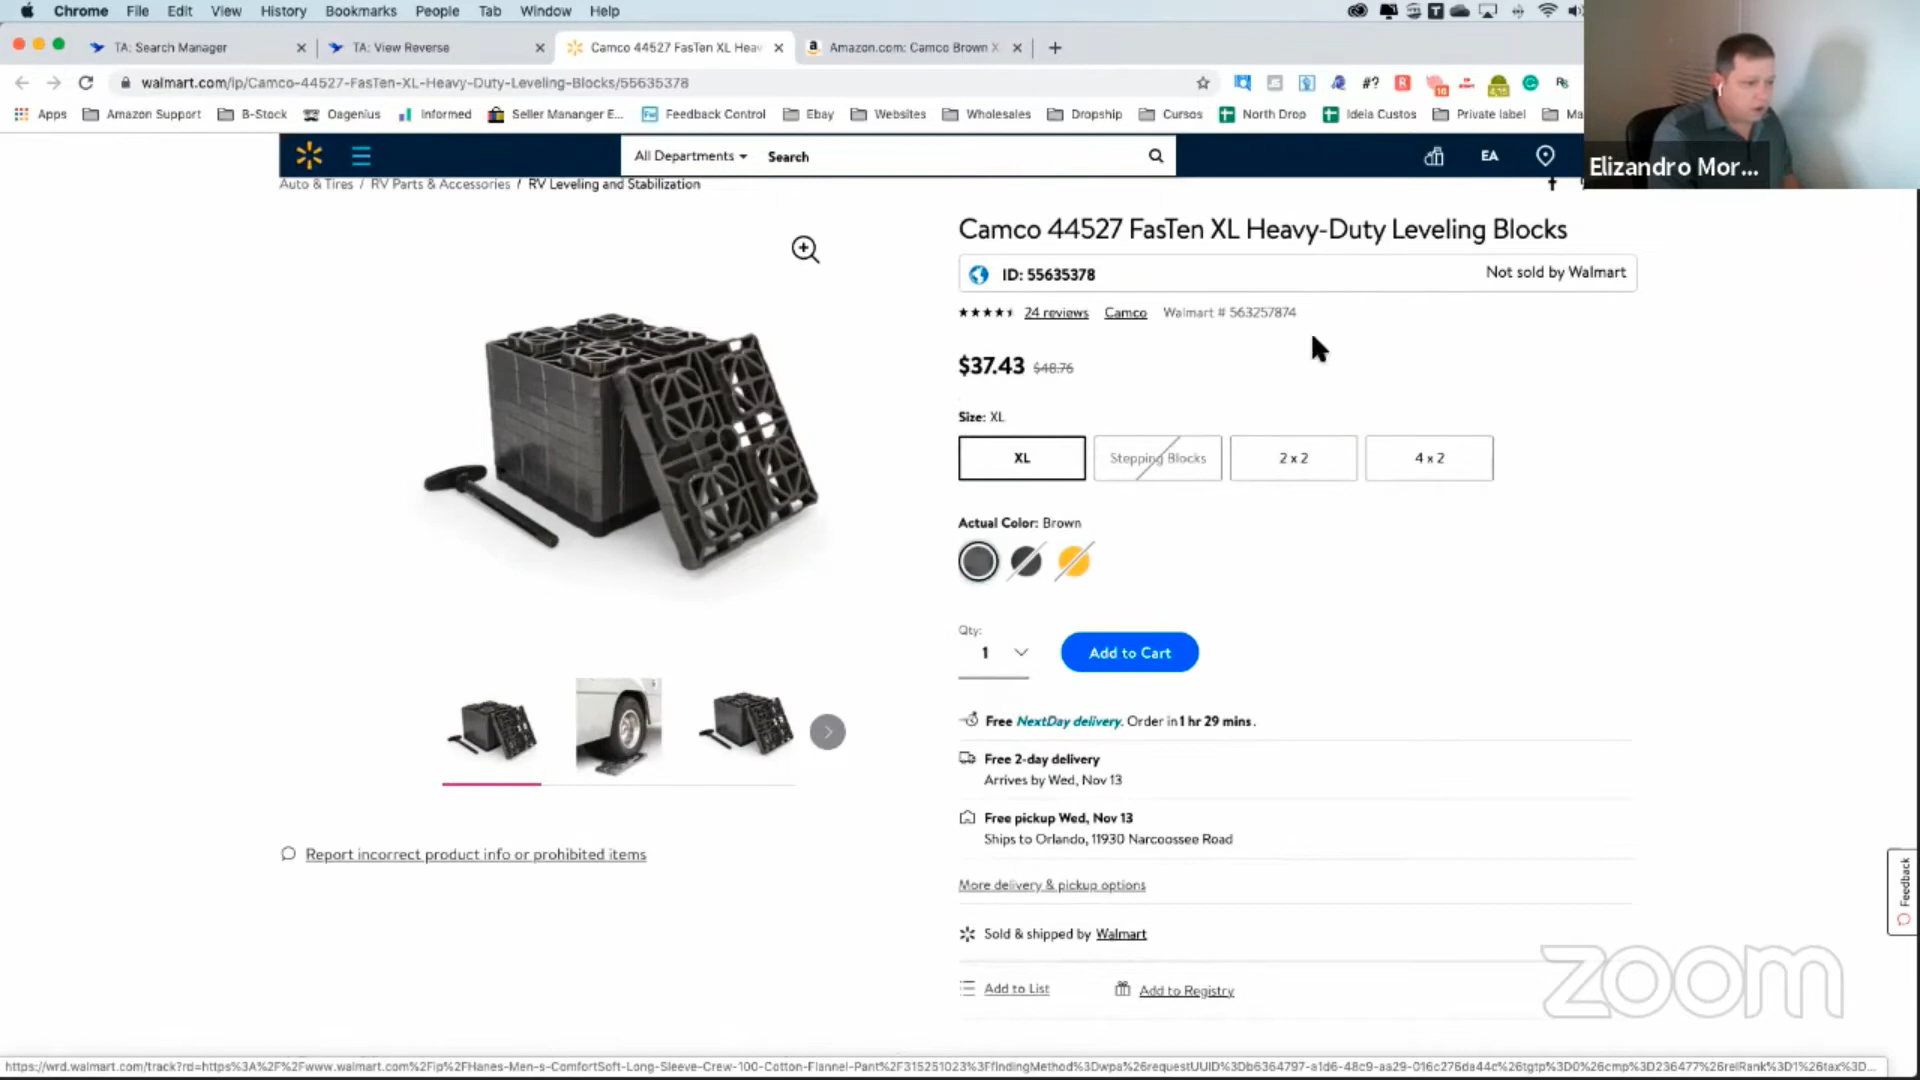 Chrome File Edit View History Bookmarks People Tab Window Help
TA: Search Manager
TA: View Reverse
Camco 44527 FasTen XL Heav
Amazon.com: Camco Brown X
walmart.com/ip/Camco-44527-FasTen-XL-Heavy-Duty-Leveling-Blocks/55635378
#?
Apps Amazon Support B-Stock Oagenius Informed Seller Mananger E... Feedback Control Ebay Websites Wholesales Dropship Cursos North Drop Ideia Custos Private label Ma
Elizandro Mor...
All Departments Search
EA
Auto & Tires / RV Parts & Accessories / RV Leveling and Stabilization
Camco 44527 FasTen XL Heavy-Duty Leveling Blocks
ID: 55635378 Not sold by Walmart
24 reviews Camco Walmart # 563257874
$37.43 $48.76
Size: XL
XL Stepping Blocks 2 x 2 4 x 2
Actual Color: Brown
Qty:
1 Add to Cart
Free NextDay delivery. Order in 1 hr 29 mins.
Free 2-day delivery
Arrives by Wed, Nov 13
Free pickup Wed, Nov 13
Ships to Orlando, 11930 Narcoossee Road
Report incorrect product info or prohibited items
More delivery & pickup options
Feedback
Sold & shipped by Walmart
Add to List Add to Registry
zoom